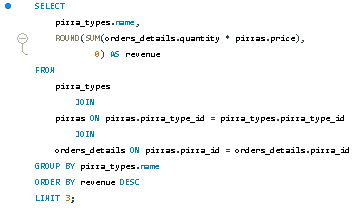 SELECT
pizza_types.name,
ROUND(SUM(orders_details.quantity * pizzas.price),
0) AS revenue
FROM
pizza_types
JOIN
pizzas ON pizzas.pizza_type_id = pizza_types.pizza_type_id
JOIN
orders_details ON pizzas.pizza_id = orders_details.pizza_id
GROUP BY pizza_types.name
ORDER BY revenue DESC
LIMIT 3;